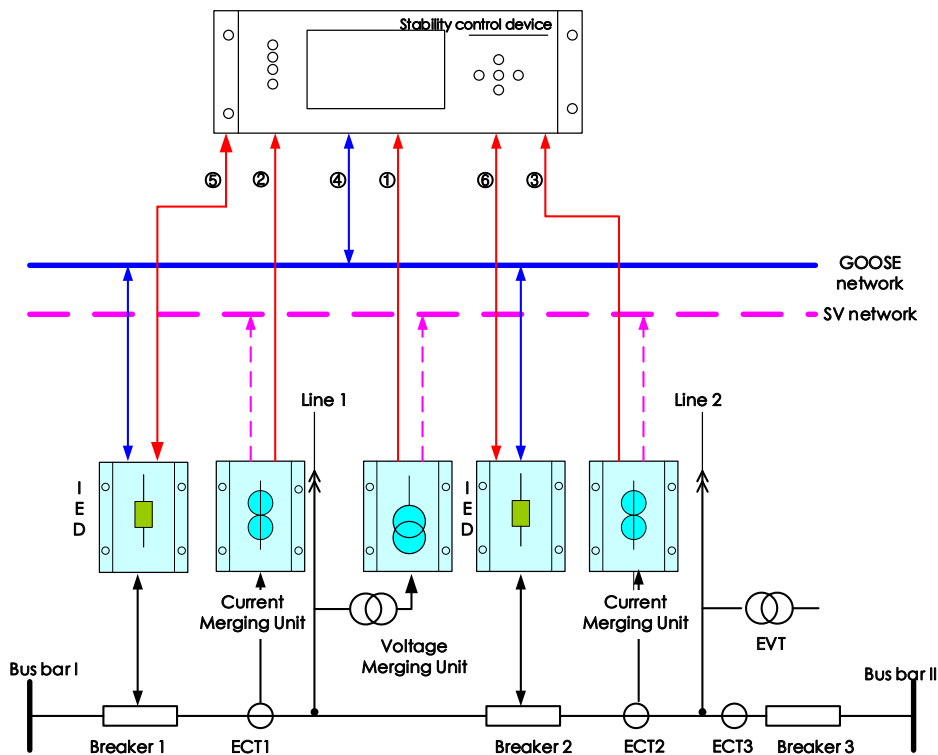 Stability control device
⑤
②
④
①
⑥
③
GOOSE
network
SV network
Line 1
Line 2
I
E
D
I
E
D
Current
Merging Unit
Voltage
Merging Unit
Current
Merging Unit
EVT
Bus bar I
Bus bar II
Breaker 1
ECT1
Breaker 2
ECT2
ECT3
Breaker 3